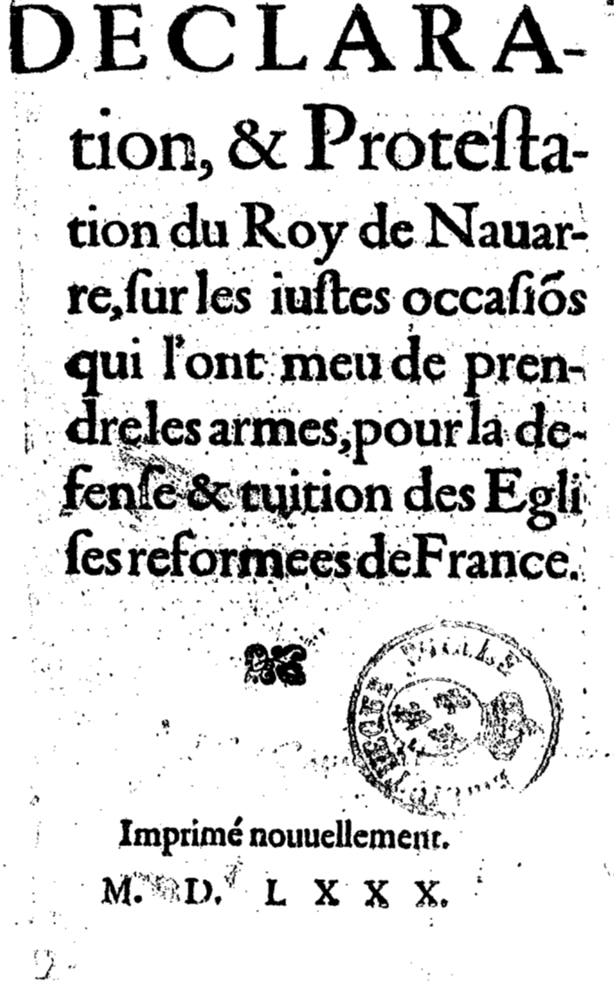 DECLARA-
tion, & Proteſta-
tion du Roy de Nauar-
re, ſur les iuſtes occaſiõs
qui l'ont meu de pren-
dre les armes, pour la de-
fenſe & tuition des Egli
ſes reformees de France.
Imprimé nouuellement.
M. D. L X X X.